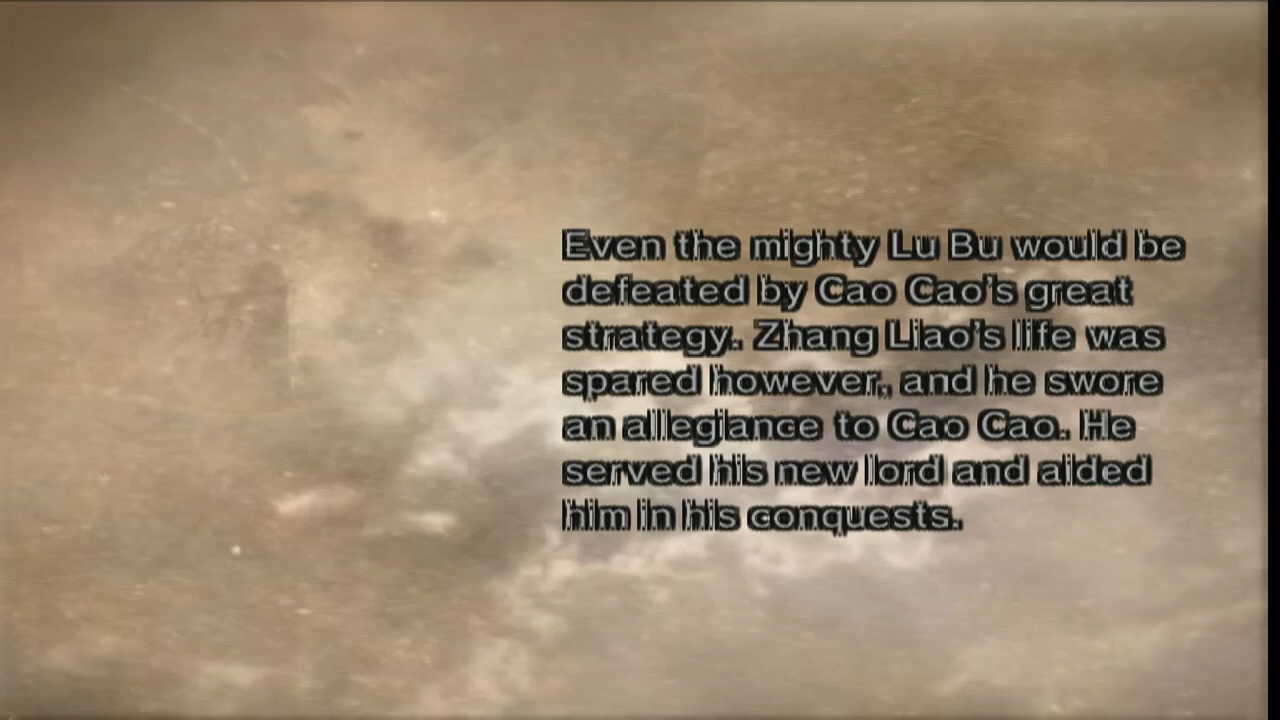 Even the mighty Lu Bu would be
defeated by Cao Cao's great
strategy. Zhang Liao's life was
spared however, and he swore
an allegiance to Cao Cao. He
served his new lord and aided
him in his conquests.